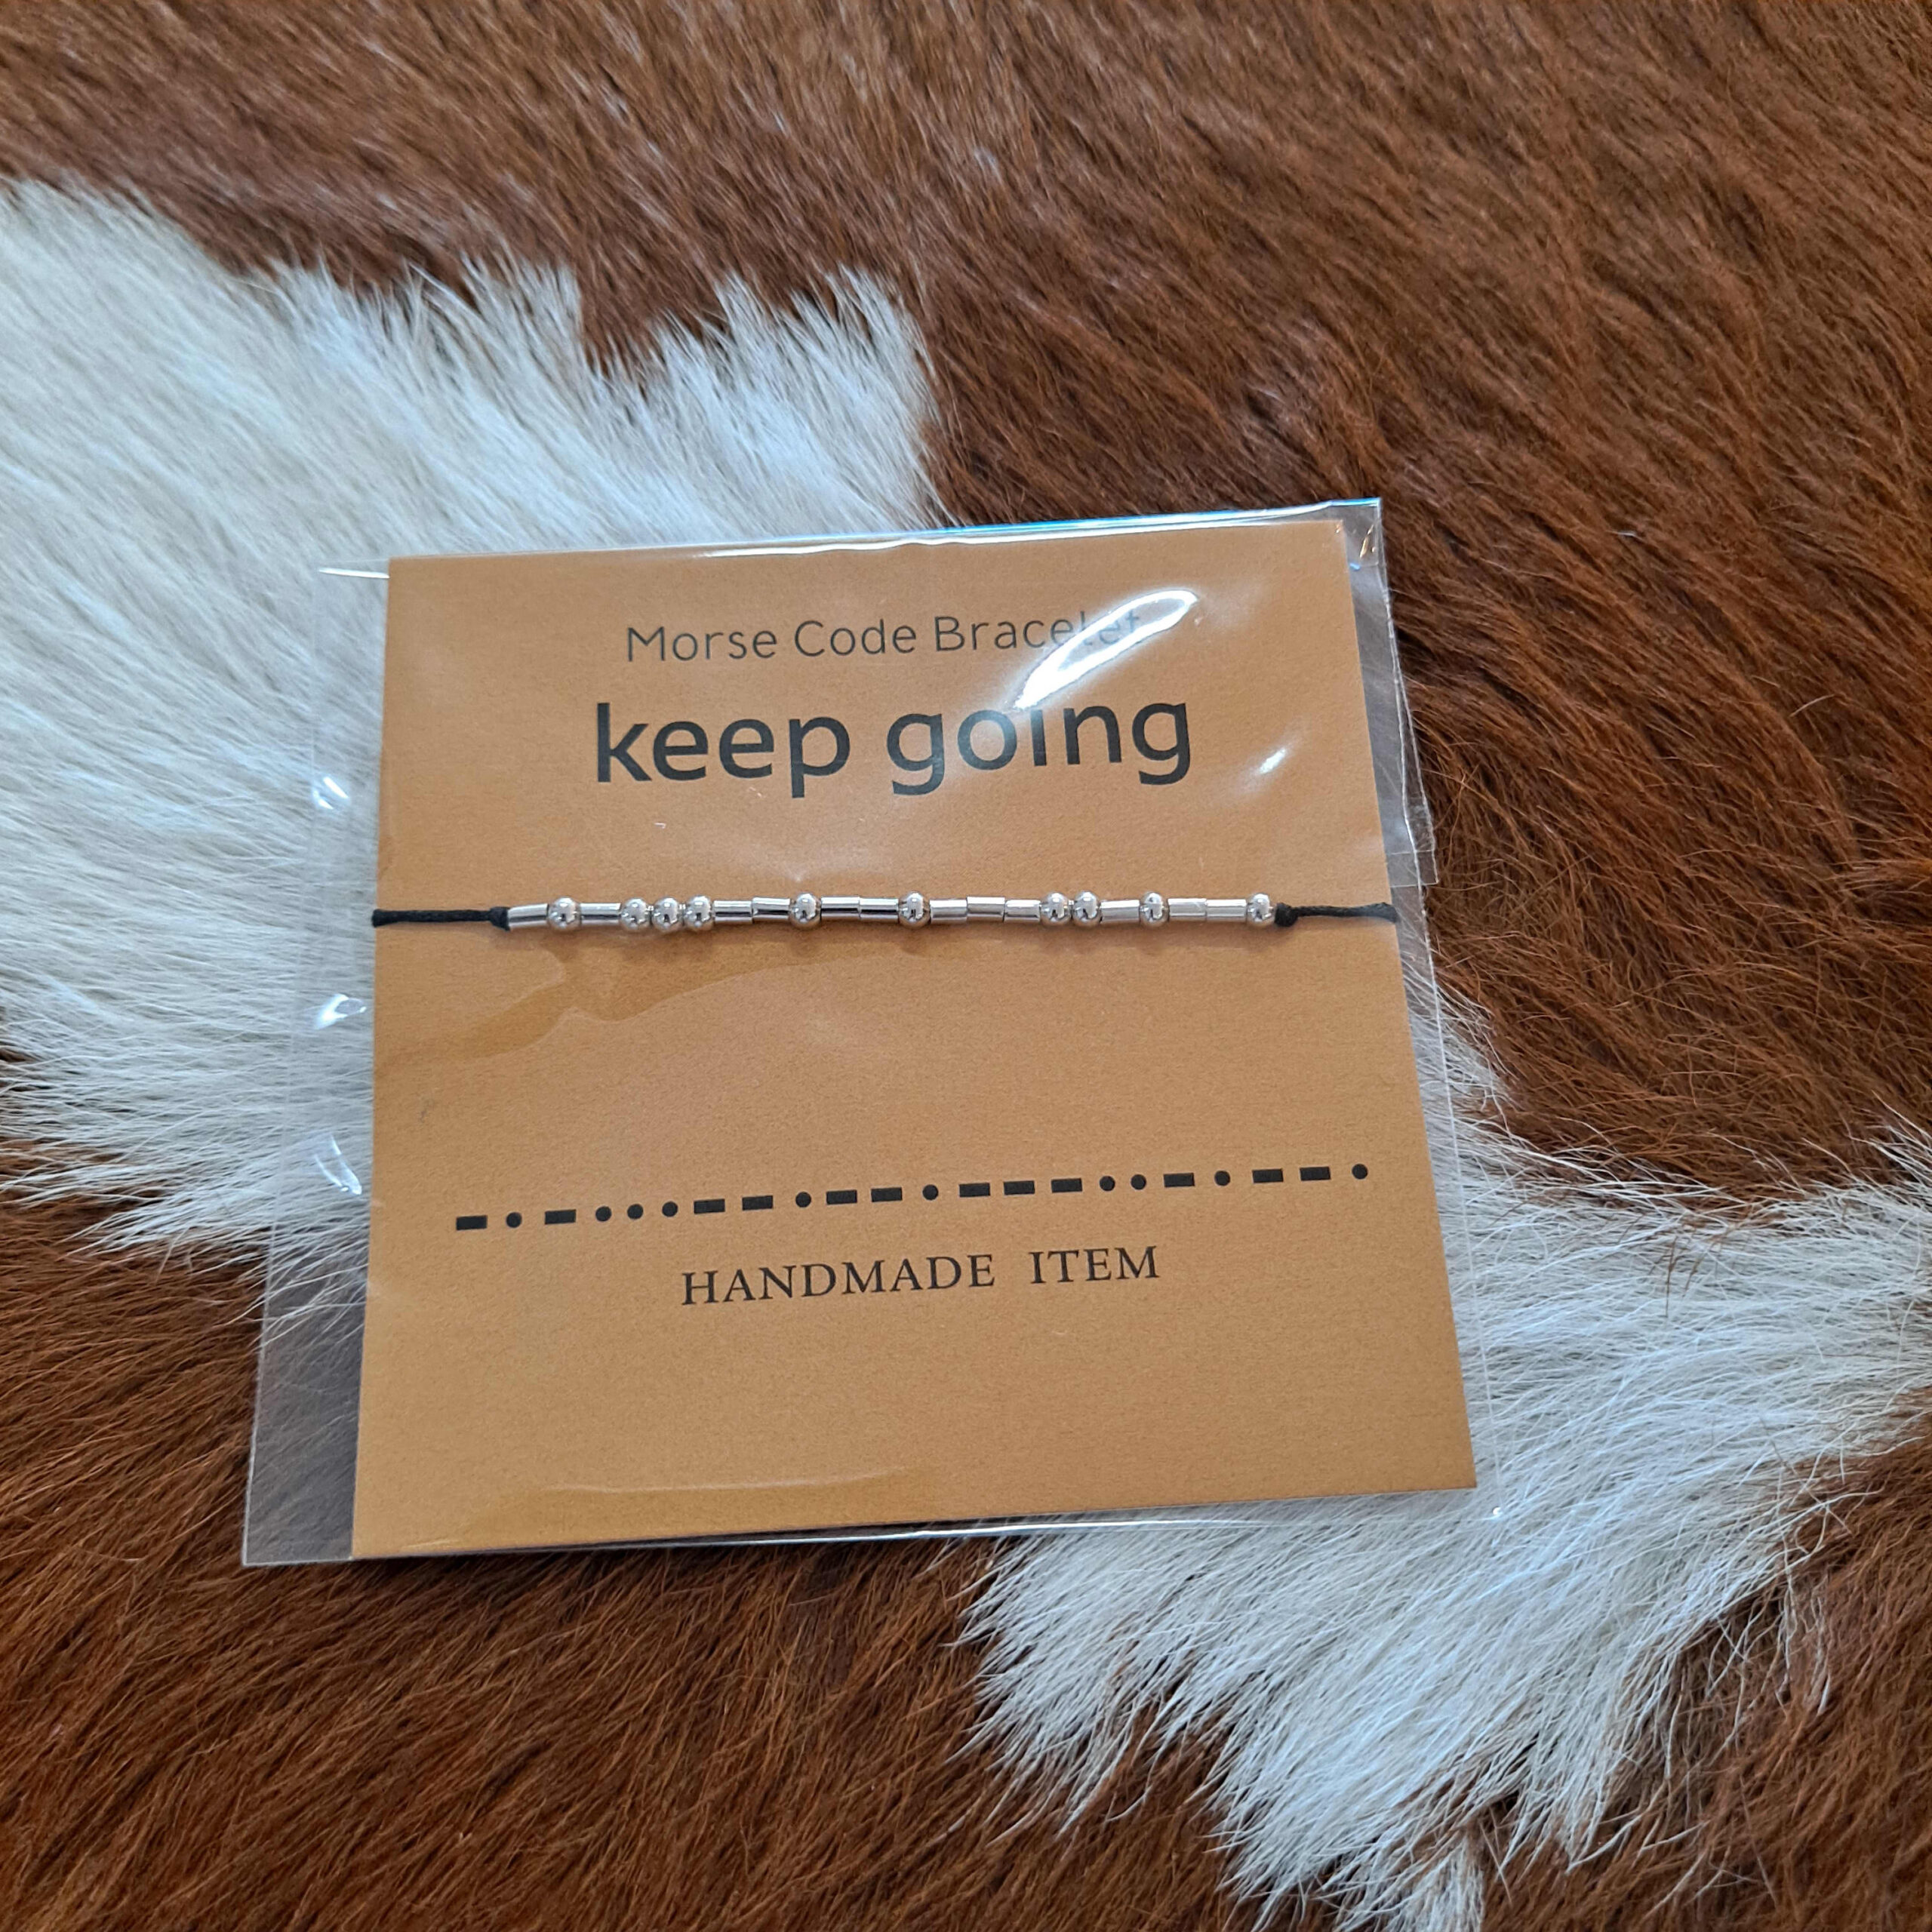 Morse Code Bracelet
keep going
▬ ● ▬ ● ● ● ▬ ▬ ● ▬ ▬ ● ▬ ▬ ▬ ● ● ▬ ● ▬ ▬ ●
HANDMADE ITEM